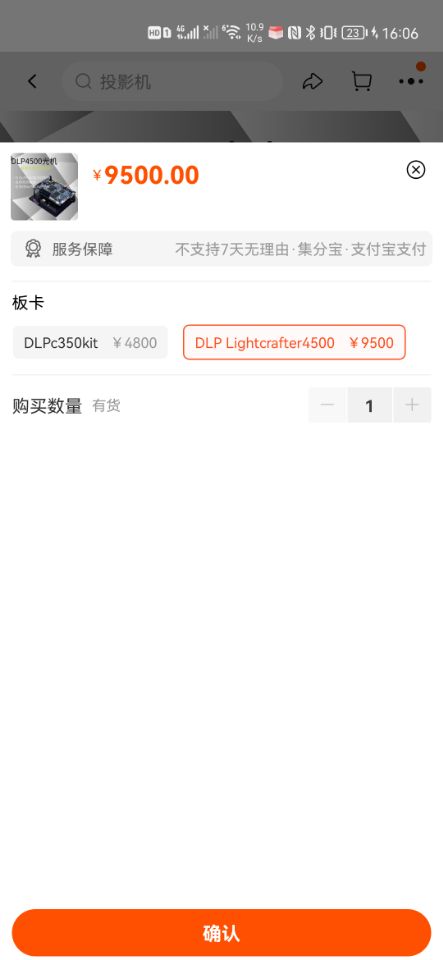 HD 1 4G 6 10.9 K/s 23 16:06
投影机
DLP4500光机
￥9500.00
服务保障 不支持7天无理由·集分宝·支付宝支付
板卡
DLPc350kit ￥4800 DLP Lightcrafter4500 ￥9500
购买数量 有货 1
确认